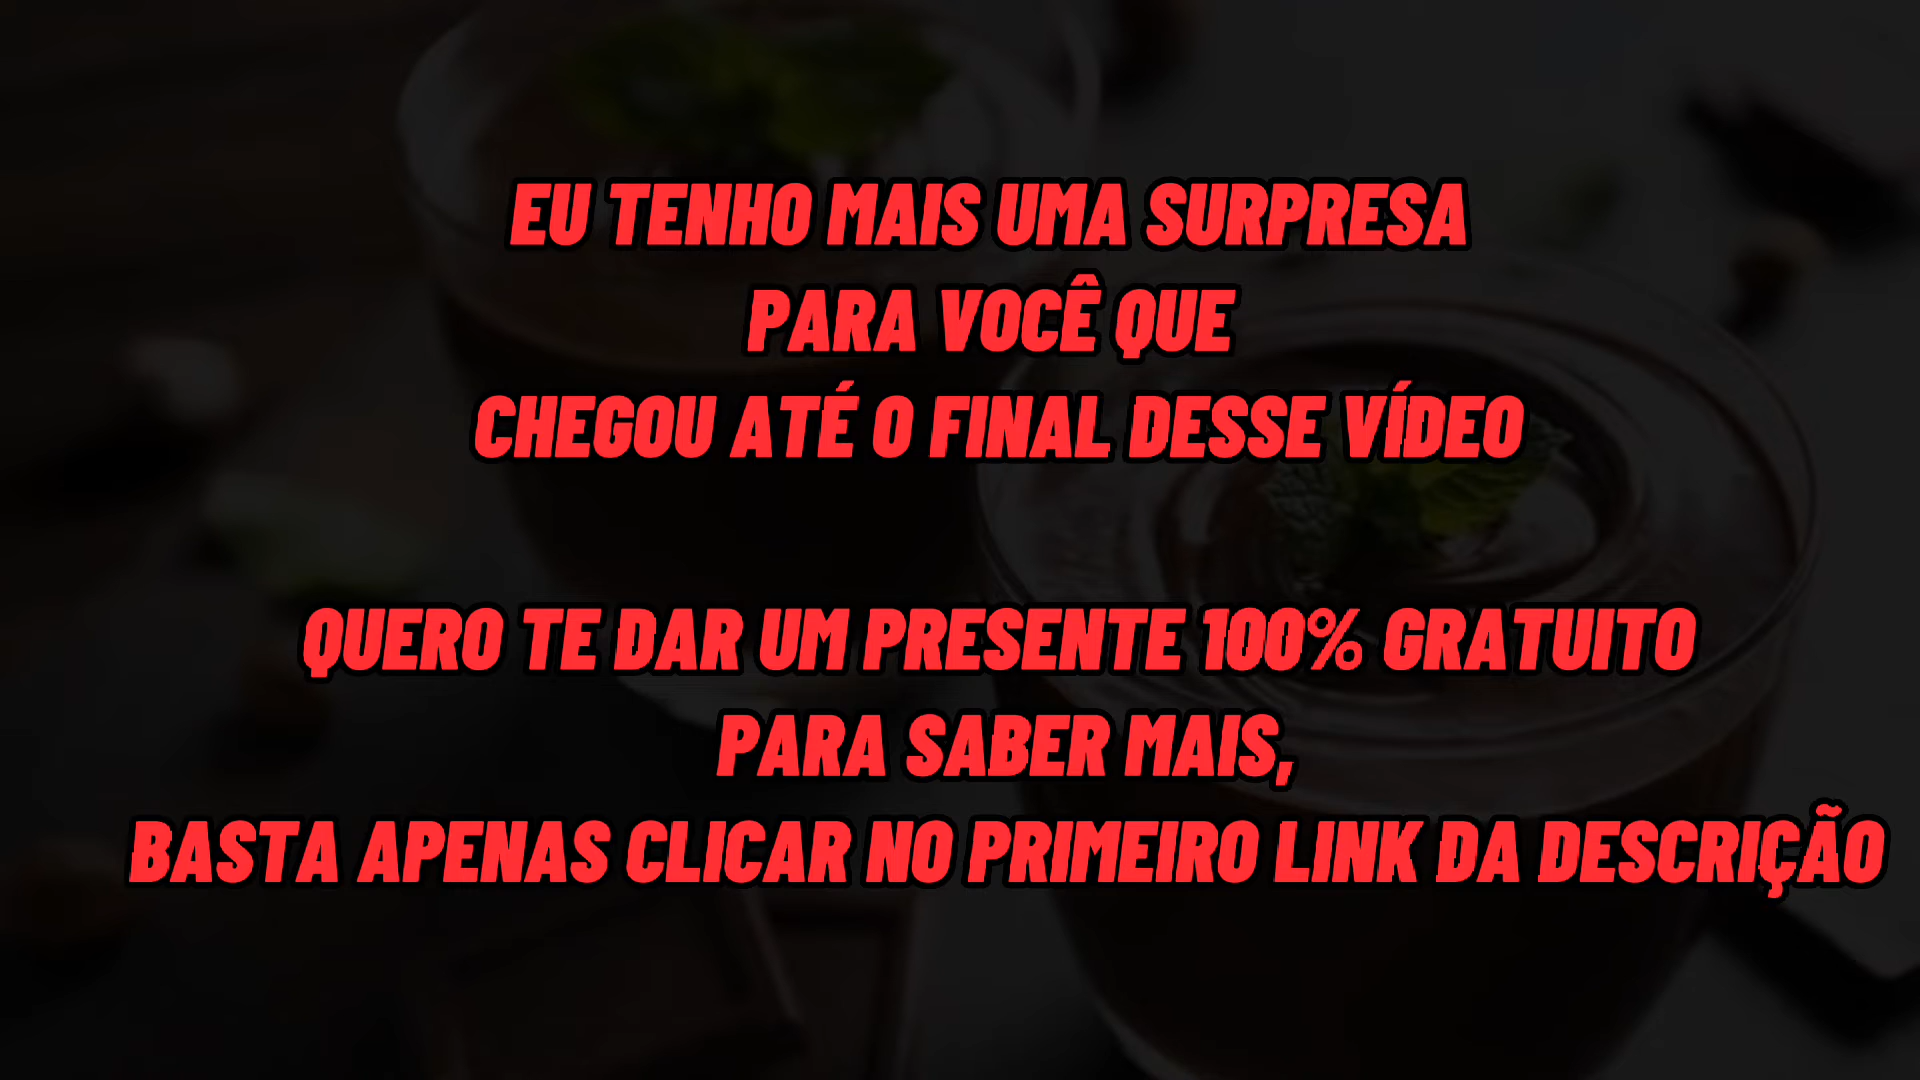 EU TENHO MAIS UMA SURPRESA
PARA VOCÊ QUE
CHEGOU ATÉ O FINAL DESSE VÍDEO
QUERO TE DAR UM PRESENTE 100% GRATUITO
PARA SABER MAIS,
BASTA APENAS CLICAR NO PRIMEIRO LINK DA DESCRIÇÃO